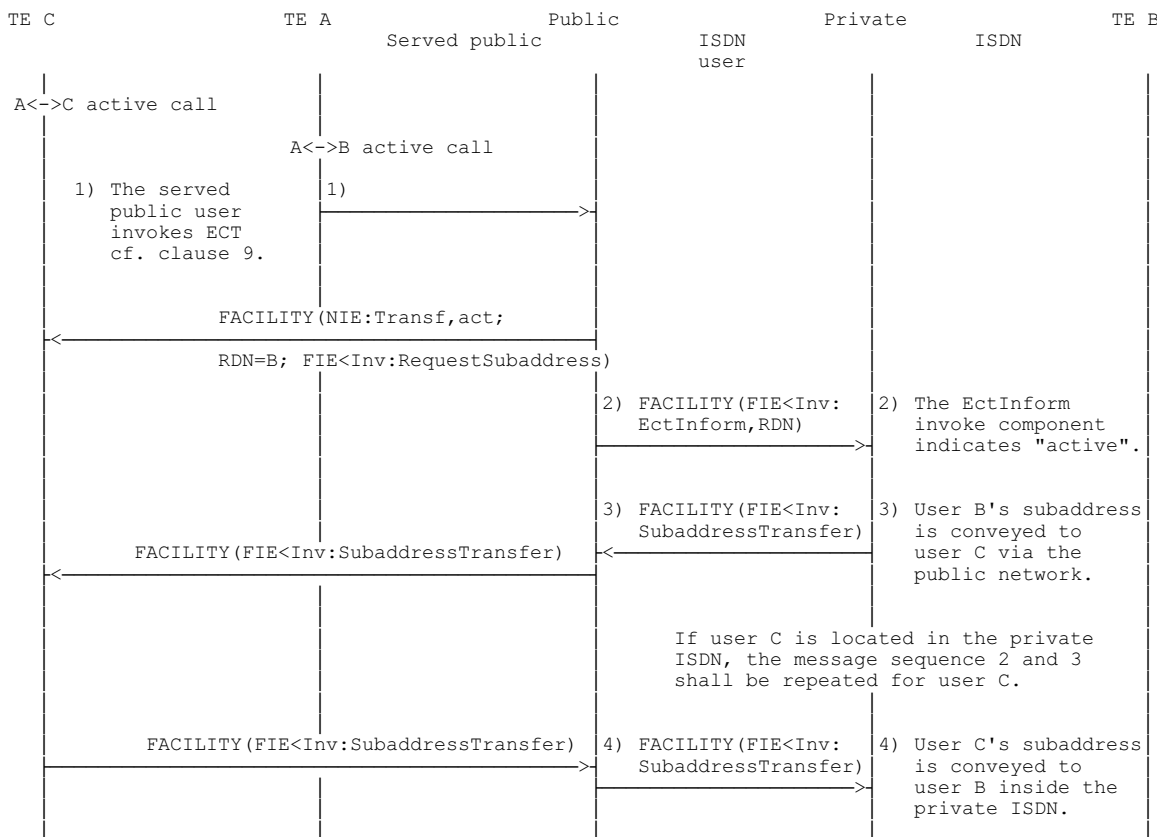 TE C TE A Public Private TE B
Served public ISDN ISDN
user
A<->C active call
A<->B active call
1) The served 1)
public user
invokes ECT
cf. clause 9.
FACILITY(NIE:Transf,act;
RDN=B; FIE<Inv:RequestSubaddress)
2) FACILITY(FIE<Inv: 2) The EctInform
EctInform,RDN) invoke component
indicates "active".
3) FACILITY(FIE<Inv: 3) User B's subaddress
SubaddressTransfer) is conveyed to
FACILITY(FIE<Inv:SubaddressTransfer) user C via the
public network.
If user C is located in the private
ISDN, the message sequence 2 and 3
shall be repeated for user C.
FACILITY(FIE<Inv:SubaddressTransfer) 4) FACILITY(FIE<Inv: 4) User C's subaddress
SubaddressTransfer) is conveyed to
user B inside the
private ISDN.